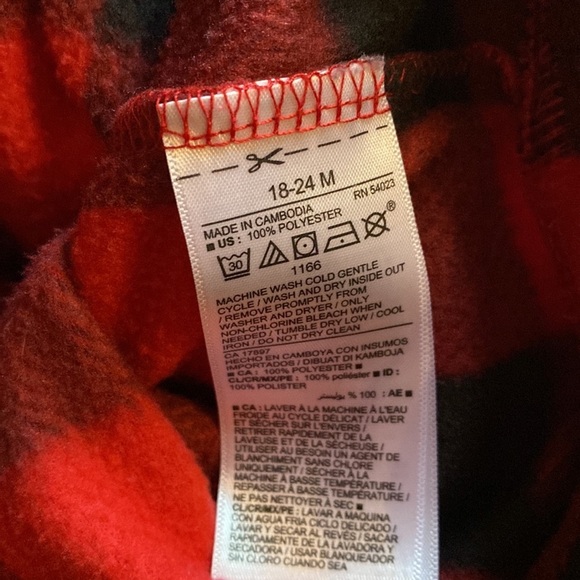 18-24 M
RN 54023
MADE IN CAMBODIA
■ US : 100% POLYESTER
30
®
1166
MACHINE WASH COLD GENTLE
CYCLE / WASH AND DRY INSIDE OUT
/ REMOVE PROMPTLY FROM
WASHER AND DRYER / ONLY
NON-CHLORINE BLEACH WHEN
NEEDED / TUMBLE DRY LOW / COOL
IRON / DO NOT DRY CLEAN
CA 17897
HECHO EN CAMBOYA CON INSUMOS
IMPORTADOS / DIBUAT DI KAMBOJA
■ CA : 100% POLYESTER ■
CL/CR/MX/PE : 100% poliéster ■ ID :
100% POLISTER
■ AE : 100 % بوليستر
■ CA : LAVER À LA MACHINE À L'EAU
FROIDE AU CYCLE DÉLICAT / LAVER
ET SÉCHER SUR L'ENVERS /
RETIRER RAPIDEMENT DE LA
LAVEUSE ET DE LA SÉCHEUSE /
UTILISER AU BESOIN UN AGENT DE
BLANCHIMENT SANS CHLORE
UNIQUEMENT / SÉCHER À LA
MACHINE À BASSE TEMPÉRATURE /
REPASSER À BASSE TEMPÉRATURE /
NE PAS NETTOYER À SEC ■
CL/CR/MX/PE : LAVAR A MAQUINA
CON AGUA FRIA CICLO DELICADO /
LAVAR Y SECAR AL REVES / SACAR
RAPIDAMENTE DE LA LAVADORA Y
SECADORA / USAR BLANQUEADOR
SIN CLORO CUANDO SEA